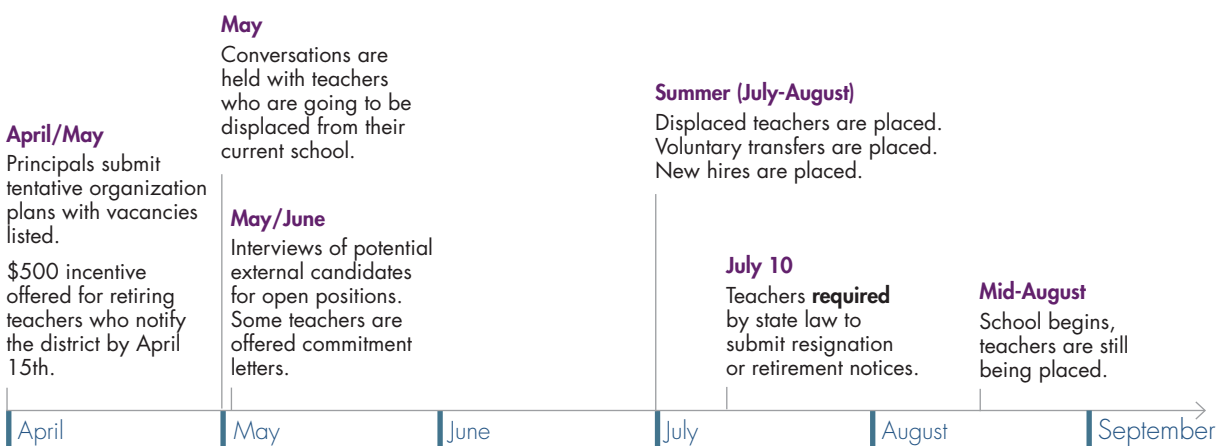 April/May
Principals submit
tentative organization
plans with vacancies
listed.
$500 incentive
offered for retiring
teachers who notify
the district by April
15th.
May
Conversations are
held with teachers
who are going to be
displaced from their
current school.
May/June
Interviews of potential
external candidates
for open positions.
Some teachers are
offered commitment
letters.
Summer (July-August)
Displaced teachers are placed.
Voluntary transfers are placed.
New hires are placed.
July 10
Teachers required
by state law to
submit resignation
or retirement notices.
Mid-August
School begins,
teachers are still
being placed.
April
May
June
July
August
September